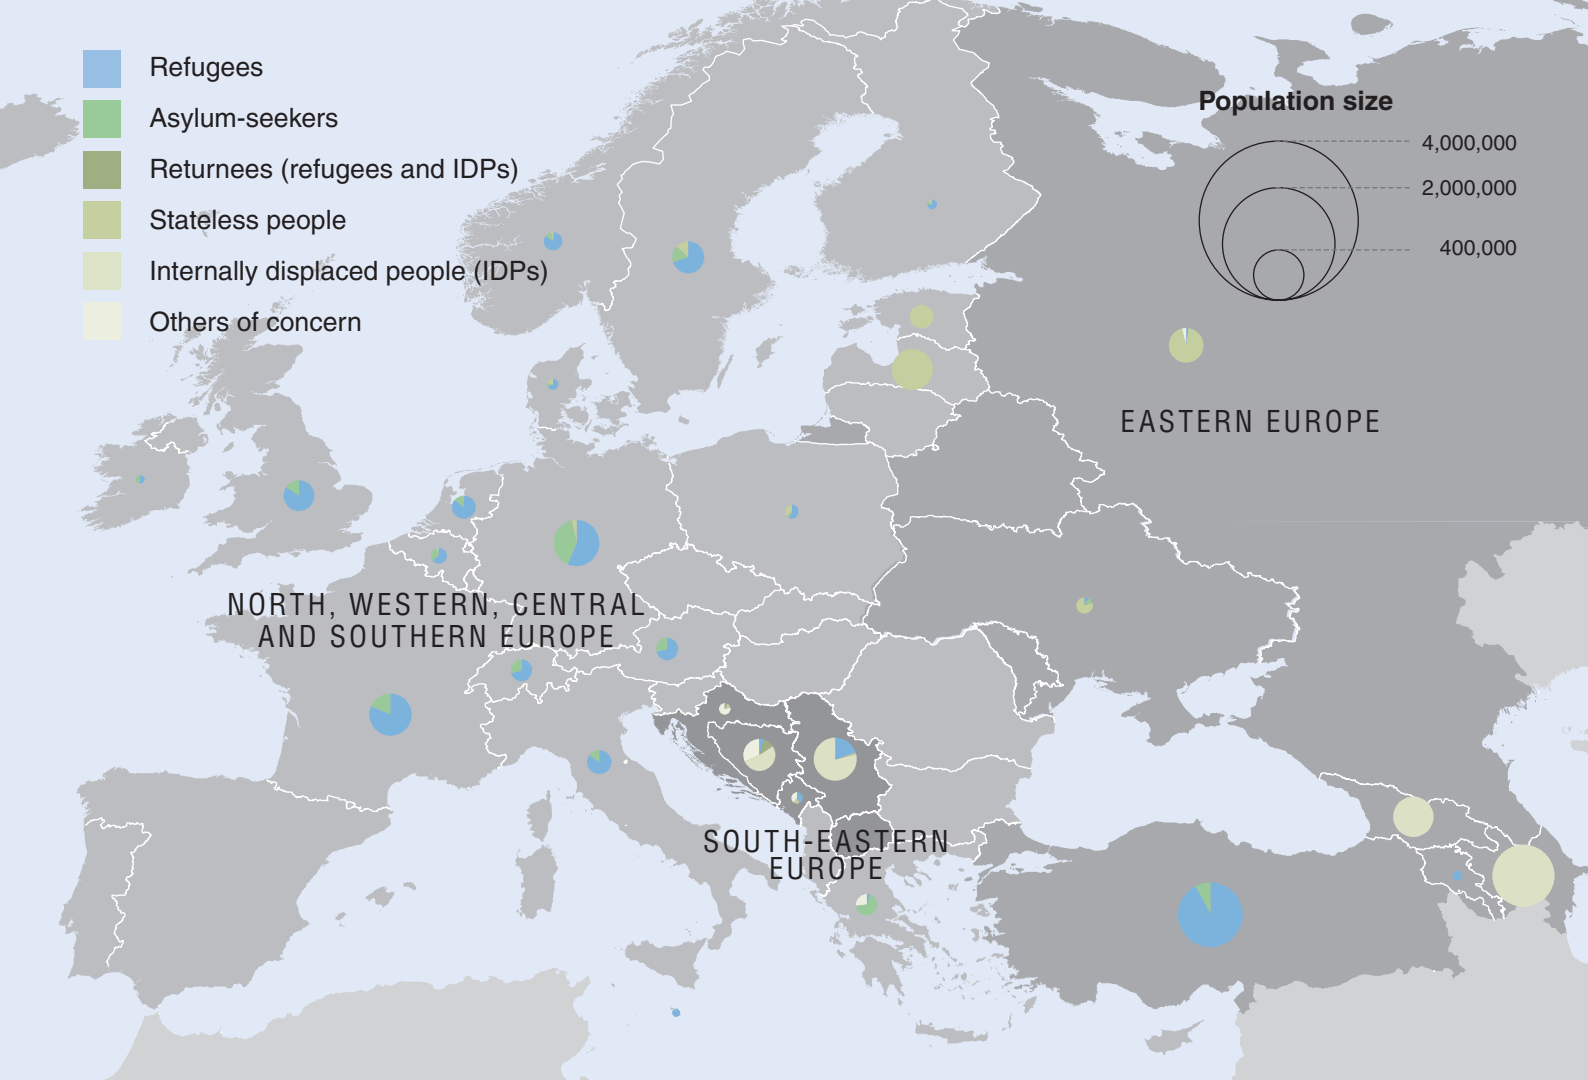 Refugees
Asylum-seekers
Returnees (refugees and IDPs)
Stateless people
Internally displaced people (IDPs)
Others of concern
Population size
4,000,000
2,000,000
400,000
EASTERN EUROPE
NORTH, WESTERN, CENTRAL
AND SOUTHERN EUROPE
SOUTH-EASTERN
EUROPE